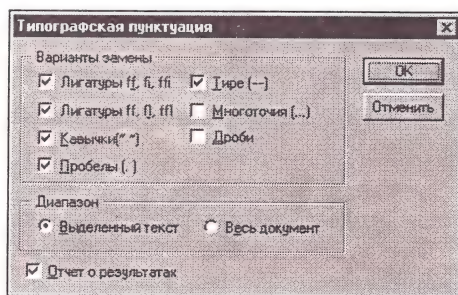 Типографская пунктуация
Варианты замены
Лигатуры ff, fi, ffi
Тире (--)
Лигатуры ff, fl, ffl
Многоточия (...)
Кавычки(" ")
Дроби
Пробелы (. )
OK
Отменить
Диапазон
Выделенный текст
Весь документ
Отчет о результатах